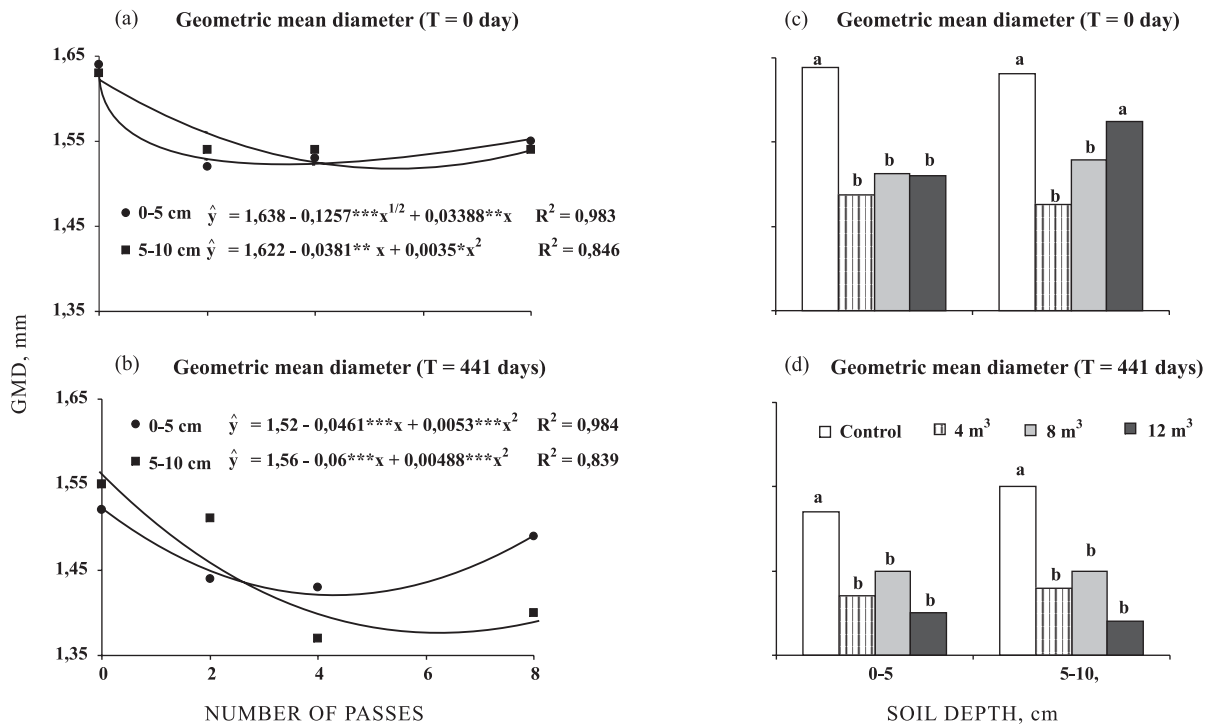 (a) Geometric mean diameter (T = 0 day)
1,65
1,55
1,45
1,35
0-5 cm ŷ = 1,638 - 0,1257***x^1/2 + 0,03388**x R² = 0,983
5-10 cm ŷ = 1,622 - 0,0381** x + 0,0035*x² R² = 0,846
(c) Geometric mean diameter (T = 0 day)
a
b
b
b
a
b
b
a
GMD, mm
(b) Geometric mean diameter (T = 441 days)
1,65
1,55
1,45
1,35
0-5 cm ŷ = 1,52 - 0,0461***x + 0,0053***x² R² = 0,984
5-10 cm ŷ = 1,56 - 0,06***x + 0,00488***x² R² = 0,839
0 2 4 6 8
NUMBER OF PASSES
(d) Geometric mean diameter (T = 441 days)
Control 4 m³ 8 m³ 12 m³
a
b
b
b
a
b
b
b
0-5 5-10,
SOIL DEPTH, cm